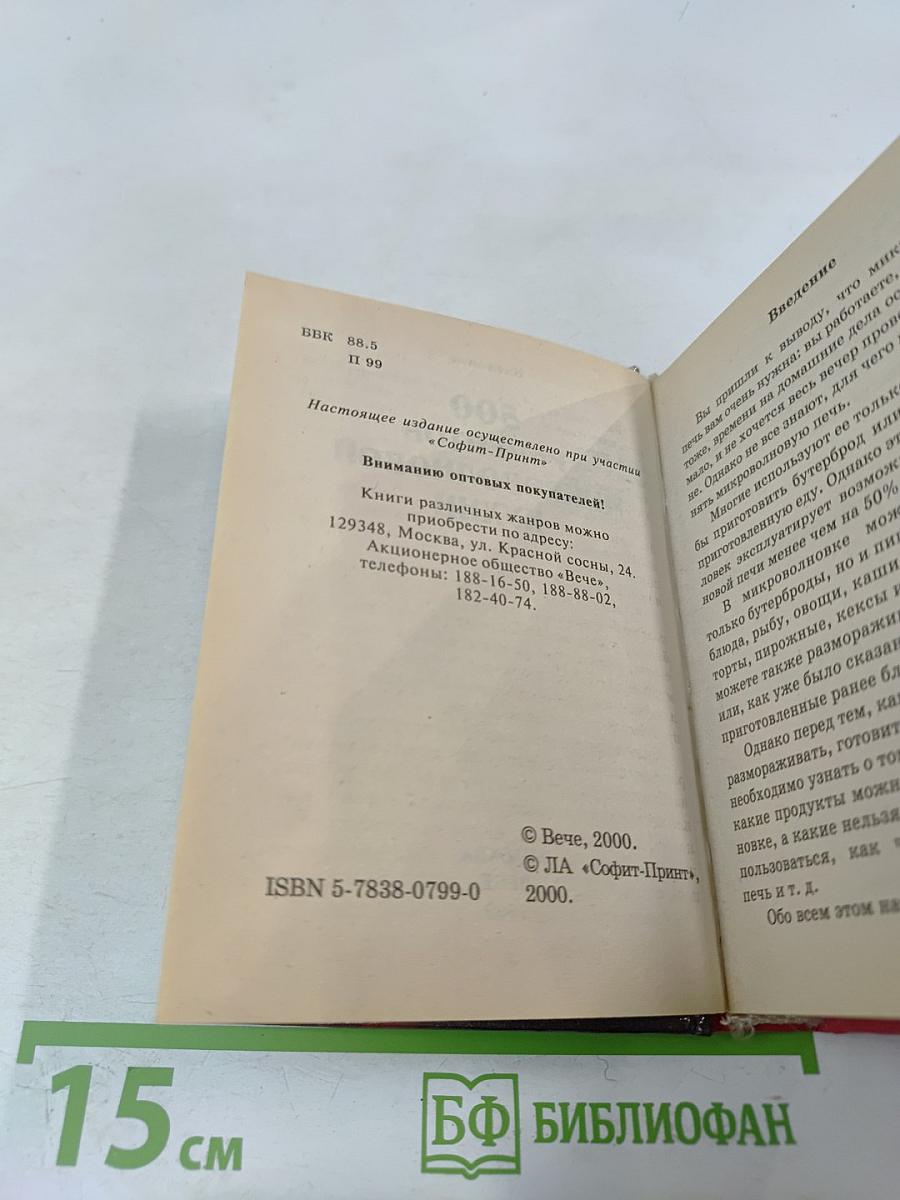 ББК 88.5
П 99
Настоящее издание осуществлено при участии
«Софит-Принт»
Вниманию оптовых покупателей!
Книги различных жанров можно
приобрести по адресу:
129348, Москва, ул. Красной сосны, 24.
Акционерное общество «Вече»,
телефоны: 188-16-50, 188-88-02,
182-40-74.
© Вече, 2000.
© ЛА «Софит-Принт»,
2000.
ISBN 5-7838-0799-0
Введение
Вы пришли к выводу, что
печь вам очень нужна: вы работаете,
тоже, времени на домашние дела
мало, и не хочется весь вечер
не. Однако не все знают, для чего
нять микроволновую печь.
Многие используют ее только
бы приготовить бутерброд или
приготовленную еду. Однако
ловек эксплуатирует
новой печи менее чем на 50%
В микроволновке
только бутерброды, но и
блюда, рыбу, овощи, каши
торты, пирожные, кексы
можете также
или, как уже было
приготовленные ранее
Однако перед тем,
размораживать,
необходимо узнать о
какие продукты
новке, а какие нельзя
пользоваться, как
печь и т. д.
Обо всем этом
15 см
БФ БИБЛИОФАН